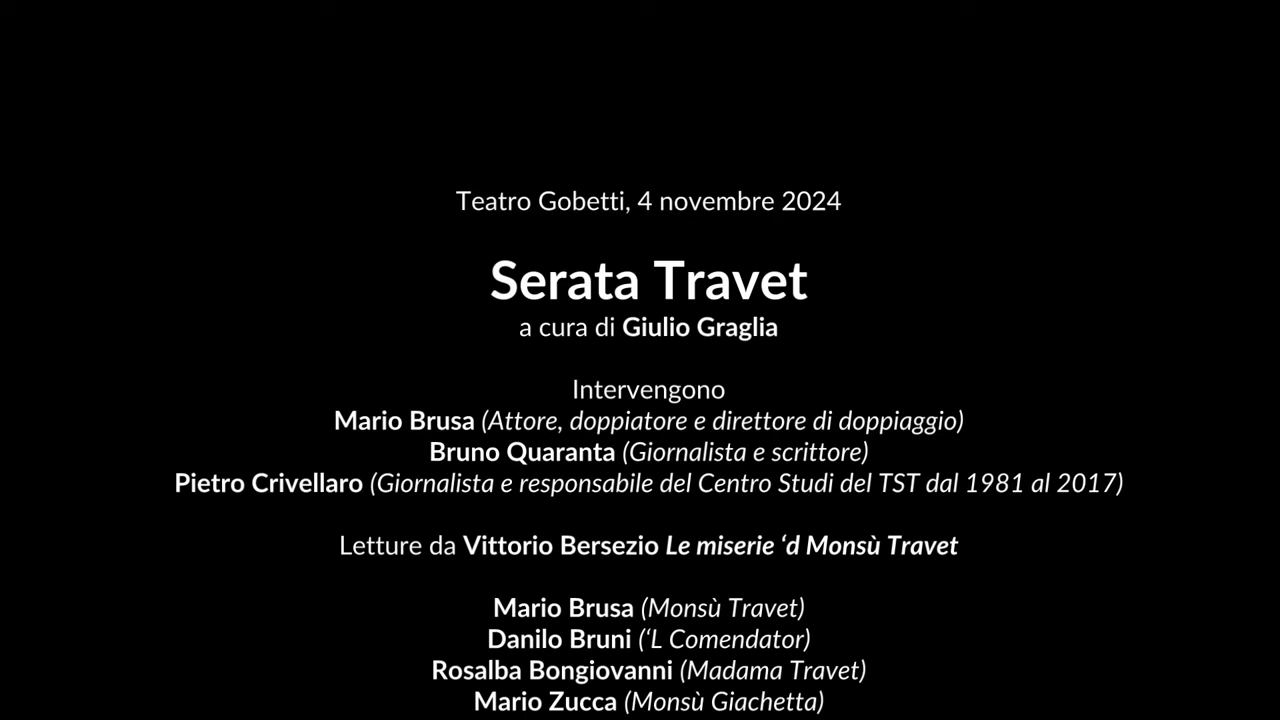 Teatro Gobetti, 4 novembre 2024
Serata Travet
a cura di Giulio Graglia
Intervengono
Mario Brusa (Attore, doppiatore e direttore di doppiaggio)
Bruno Quaranta (Giornalista e scrittore)
Pietro Crivellaro (Giornalista e responsabile del Centro Studi del TST dal 1981 al 2017)
Letture da Vittorio Bersezio Le miserie ‘d Monsù Travet
Mario Brusa (Monsù Travet)
Danilo Bruni (‘L Comendator)
Rosalba Bongiovanni (Madama Travet)
Mario Zucca (Monsù Giachetta)